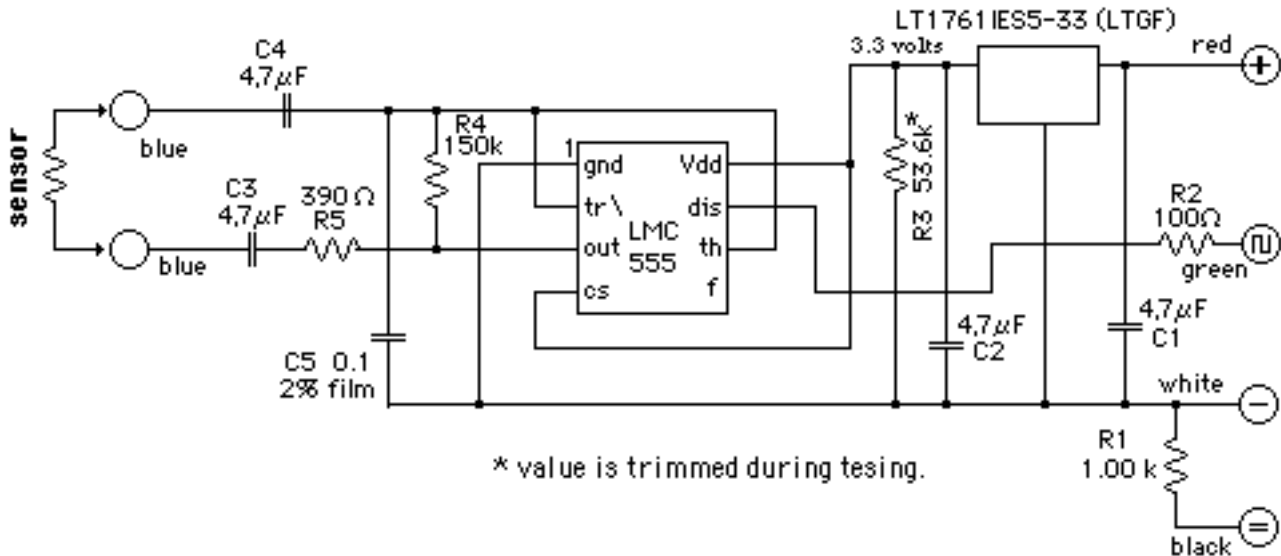 LT1761IES5-33 (LTGF)
3.3 volts
red
+
C4
4.7µF
sensor
blue
R4
150k
1
gnd
Vdd
tr\
dis
out
th
cs
f
LMC
555
R3 53.6k*
C3
4.7µF
390Ω
R5
blue
R2
100Ω
green
4.7µF
C2
4.7µF
C1
C5 0.1
2% film
white
−
R1
1.00 k
* value is trimmed during tesing.
black
=